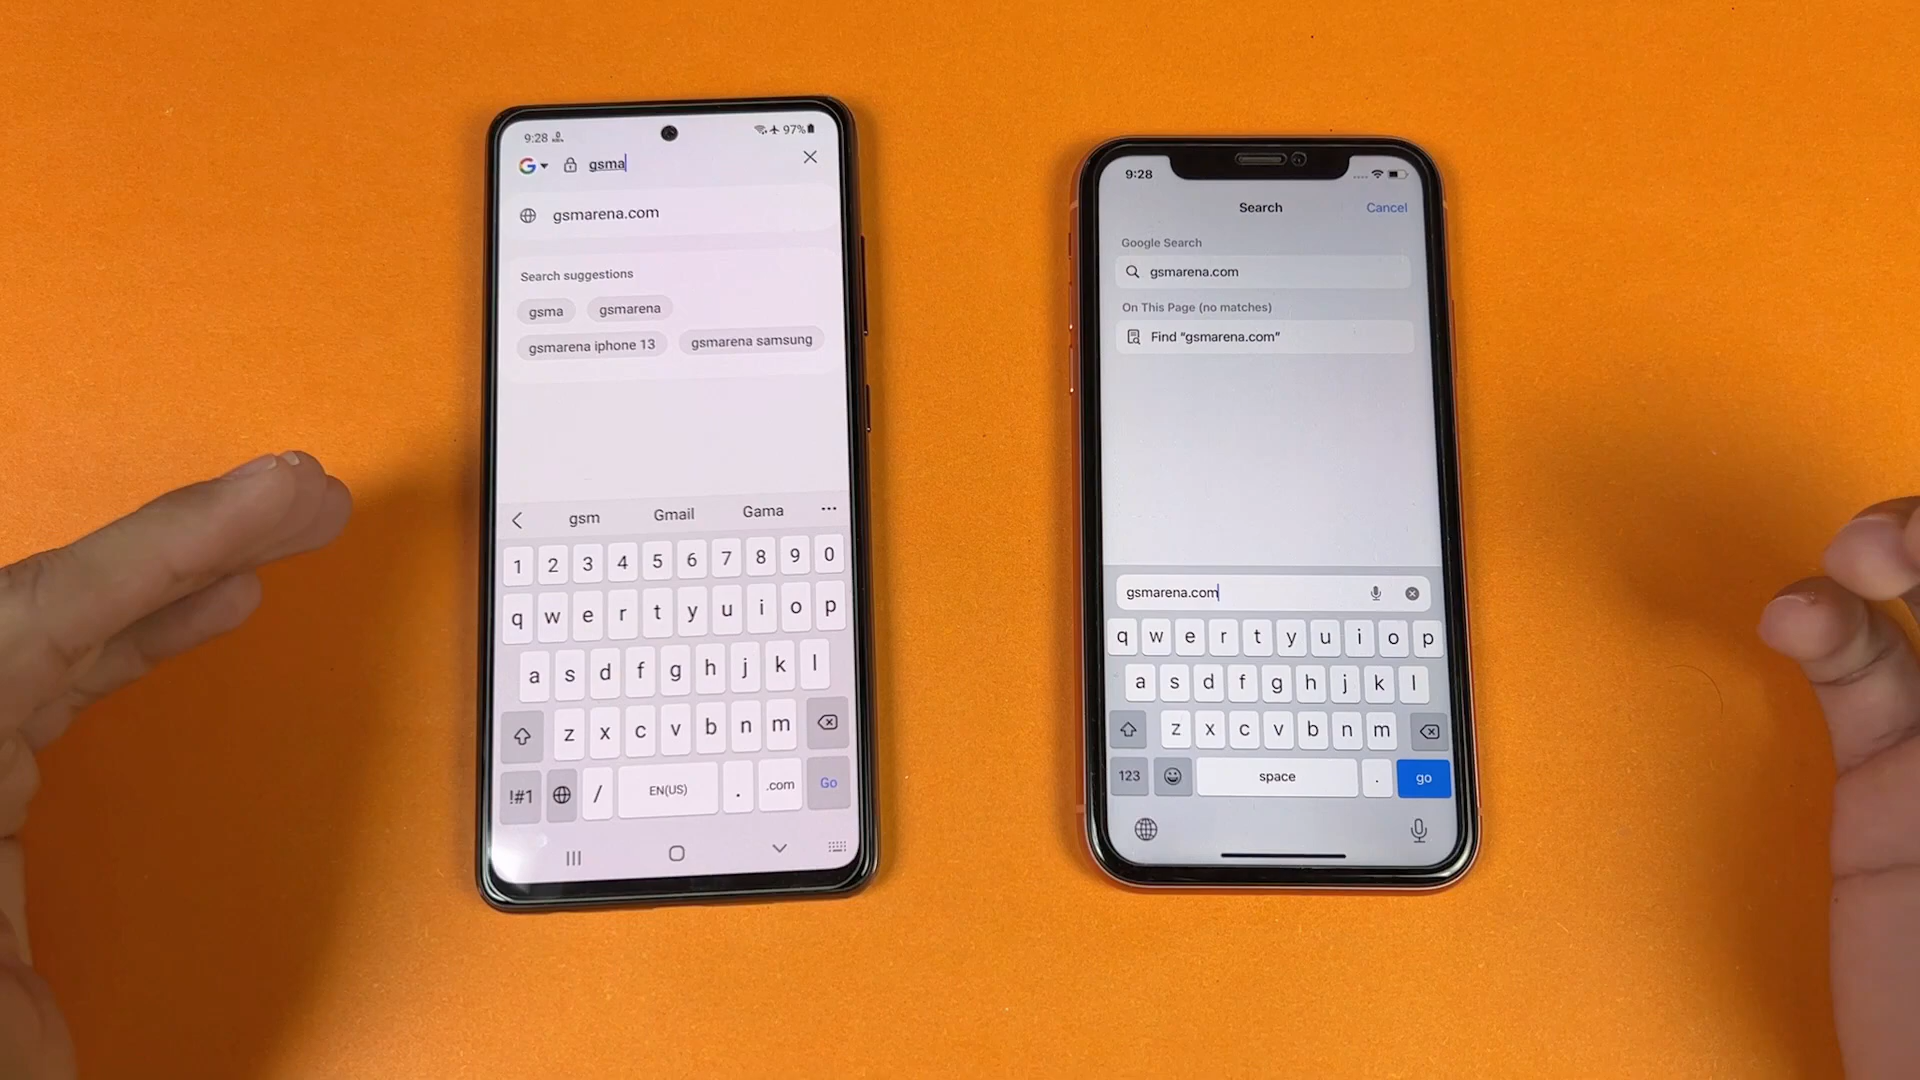 9:28
97%
gsma
gsmarena.com
Search suggestions
gsma gsmarena
gsmarena iphone 13 gsmarena samsung
gsm Gmail Gama
1 2 3 4 5 6 7 8 9 0
q w e r t y u i o p
a s d f g h j k l
z x c v b n m
!#1 / EN(US) . .com Go
9:28
Search Cancel
Google Search
gsmarena.com
On This Page (no matches)
Find “gsmarena.com”
gsmarena.com
q w e r t y u i o p
a s d f g h j k l
z x c v b n m
123 space . go